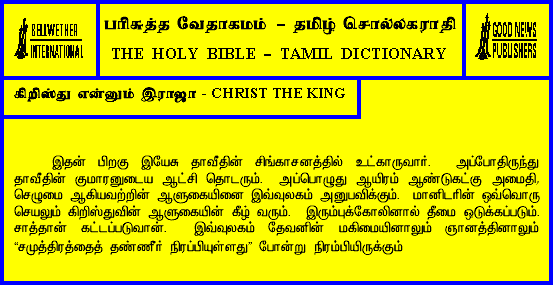 BELLWETHER
INTERNATIONAL
பரிசுத்த வேதாகமம் – தமிழ் சொல்லகராதி
THE HOLY BIBLE – TAMIL DICTIONARY
GOOD NEWS
PUBLISHERS
கிறிஸ்து என்னும் இராஜா - CHRIST THE KING
இதன் பிறகு இயேசு தாவீதின் சிங்காசனத்தில் உட்காருவார். அப்போதிருந்து
தாவீதின் குமாரனுடைய ஆட்சி தொடரும். அப்பொழுது ஆயிரம் ஆண்டுகட்கு அமைதி,
செழுமை ஆகியவற்றின் ஆளுகையினை இவ்வுலகம் அனுபவிக்கும். மானிடரின் ஒவ்வொரு
செயலும் கிறிஸ்துவின் ஆளுகையின் கீழ் வரும். இரும்புக்கோலினால் தீமை ஒடுக்கப்படும்.
சாத்தான் கட்டப்படுவான். இவ்வுலகம் தேவனின் மகிமையினாலும் ஞானத்தினாலும்
“சமுத்திரத்தைத் தண்ணீர் நிரப்பியுள்ளது” போன்று நிரம்பியிருக்கும்